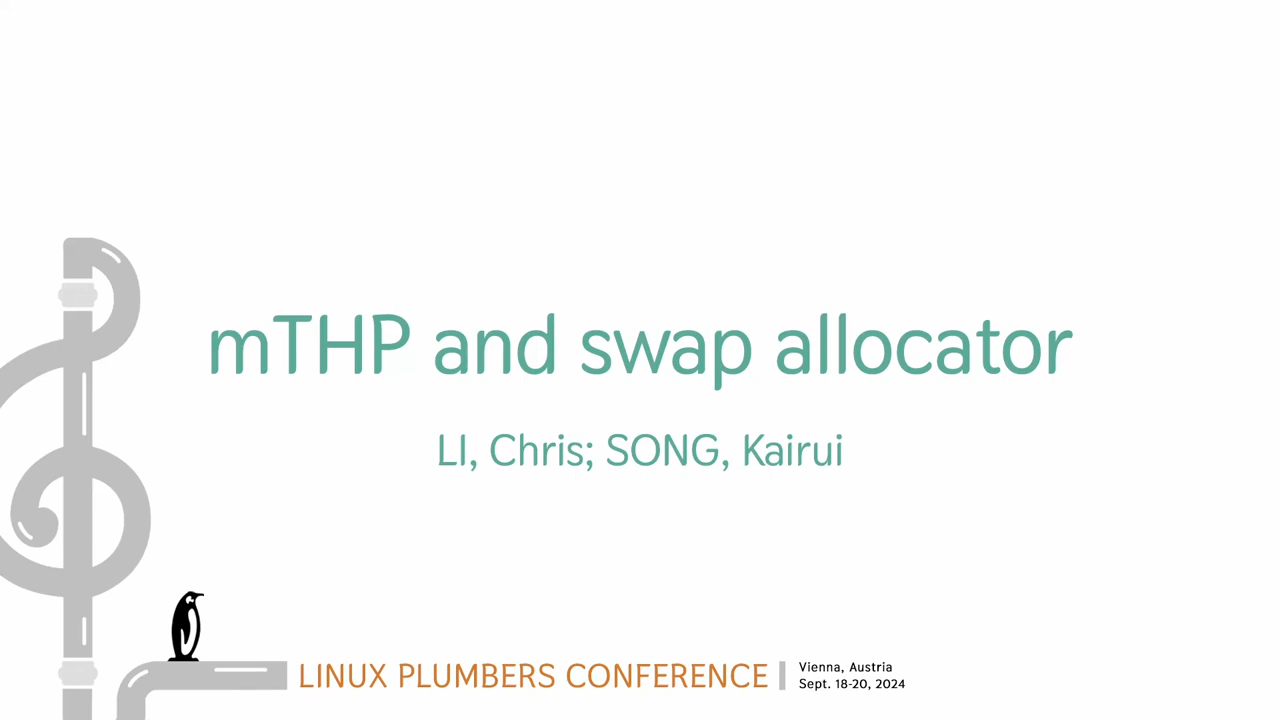 mTHP and swap allocator
LI, Chris; SONG, Kairui
LINUX PLUMBERS CONFERENCE
Vienna, Austria
Sept. 18-20, 2024